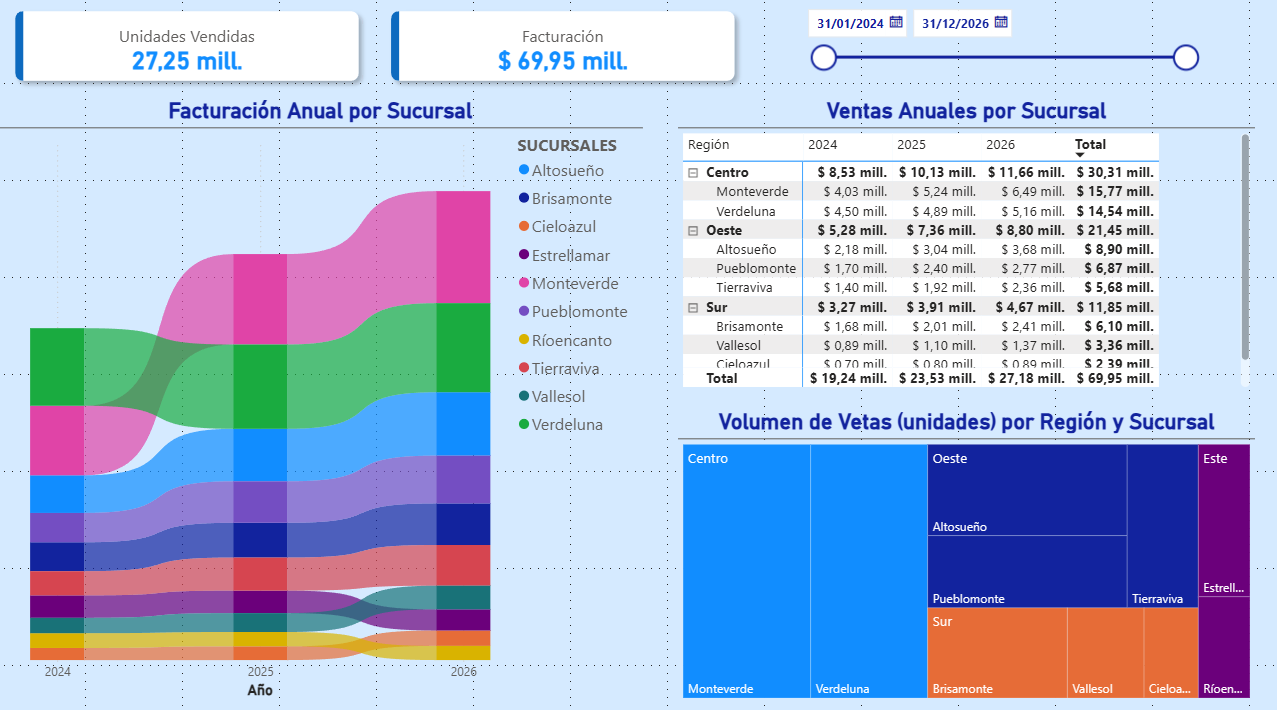 Unidades Vendidas
27,25 mill.
Facturación
$ 69,95 mill.
31/01/2024
31/12/2026
Facturación Anual por Sucursal
SUCURSALES
Altosueño
Brisamonte
Cieloazul
Estrellamar
Monteverde
Pueblomonte
Ríoencanto
Tierraviva
Vallesol
Verdeluna
2024 2025 2026
Año
Ventas Anuales por Sucursal
Región 2024 2025 2026 Total
Centro $ 8,53 mill. $ 10,13 mill. $ 11,66 mill. $ 30,31 mill.
Monteverde $ 4,03 mill. $ 5,24 mill. $ 6,49 mill. $ 15,77 mill.
Verdeluna $ 4,50 mill. $ 4,89 mill. $ 5,16 mill. $ 14,54 mill.
Oeste $ 5,28 mill. $ 7,36 mill. $ 8,80 mill. $ 21,45 mill.
Altosueño $ 2,18 mill. $ 3,04 mill. $ 3,68 mill. $ 8,90 mill.
Pueblomonte $ 1,70 mill. $ 2,40 mill. $ 2,77 mill. $ 6,87 mill.
Tierraviva $ 1,40 mill. $ 1,92 mill. $ 2,36 mill. $ 5,68 mill.
Sur $ 3,27 mill. $ 3,91 mill. $ 4,67 mill. $ 11,85 mill.
Brisamonte $ 1,68 mill. $ 2,01 mill. $ 2,41 mill. $ 6,10 mill.
Vallesol $ 0,89 mill. $ 1,10 mill. $ 1,37 mill. $ 3,36 mill.
Cieloazul $ 0,70 mill. $ 0,80 mill. $ 0,89 mill. $ 2,39 mill.
Total $ 19,24 mill. $ 23,53 mill. $ 27,18 mill. $ 69,95 mill.
Volumen de Vetas (unidades) por Región y Sucursal
Centro
Monteverde
Verdeluna
Oeste
Altosueño
Pueblomonte
Tierraviva
Sur
Brisamonte
Vallesol
Cieloa...
Este
Estrell...
Ríoen...